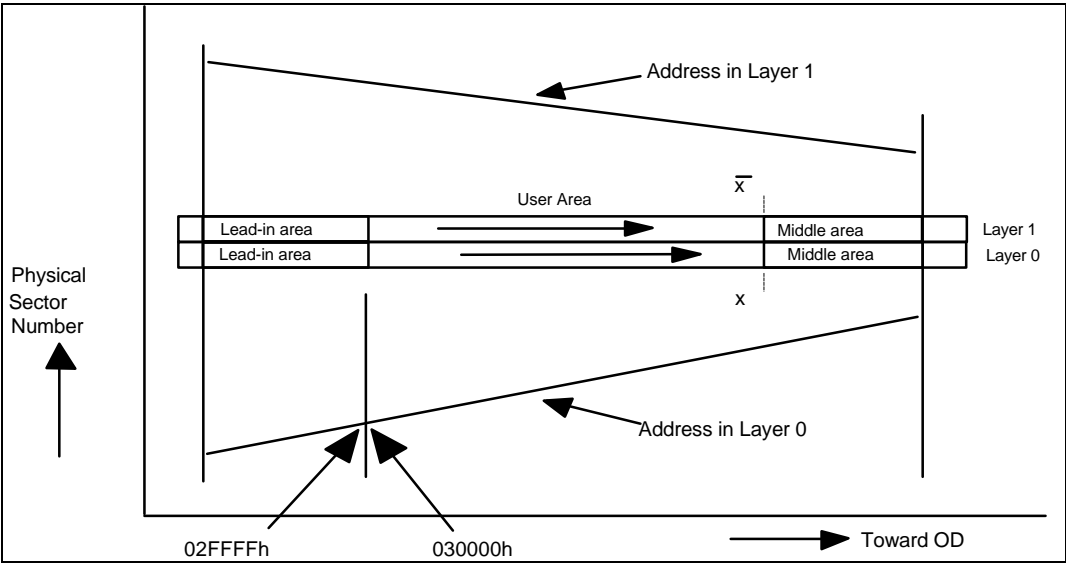 Address in Layer 1
x̅
User Area
Lead-in area
Middle area
Layer 1
Lead-in area
Middle area
Layer 0
Physical
Sector
Number
x
Address in Layer 0
02FFFFh
030000h
Toward OD